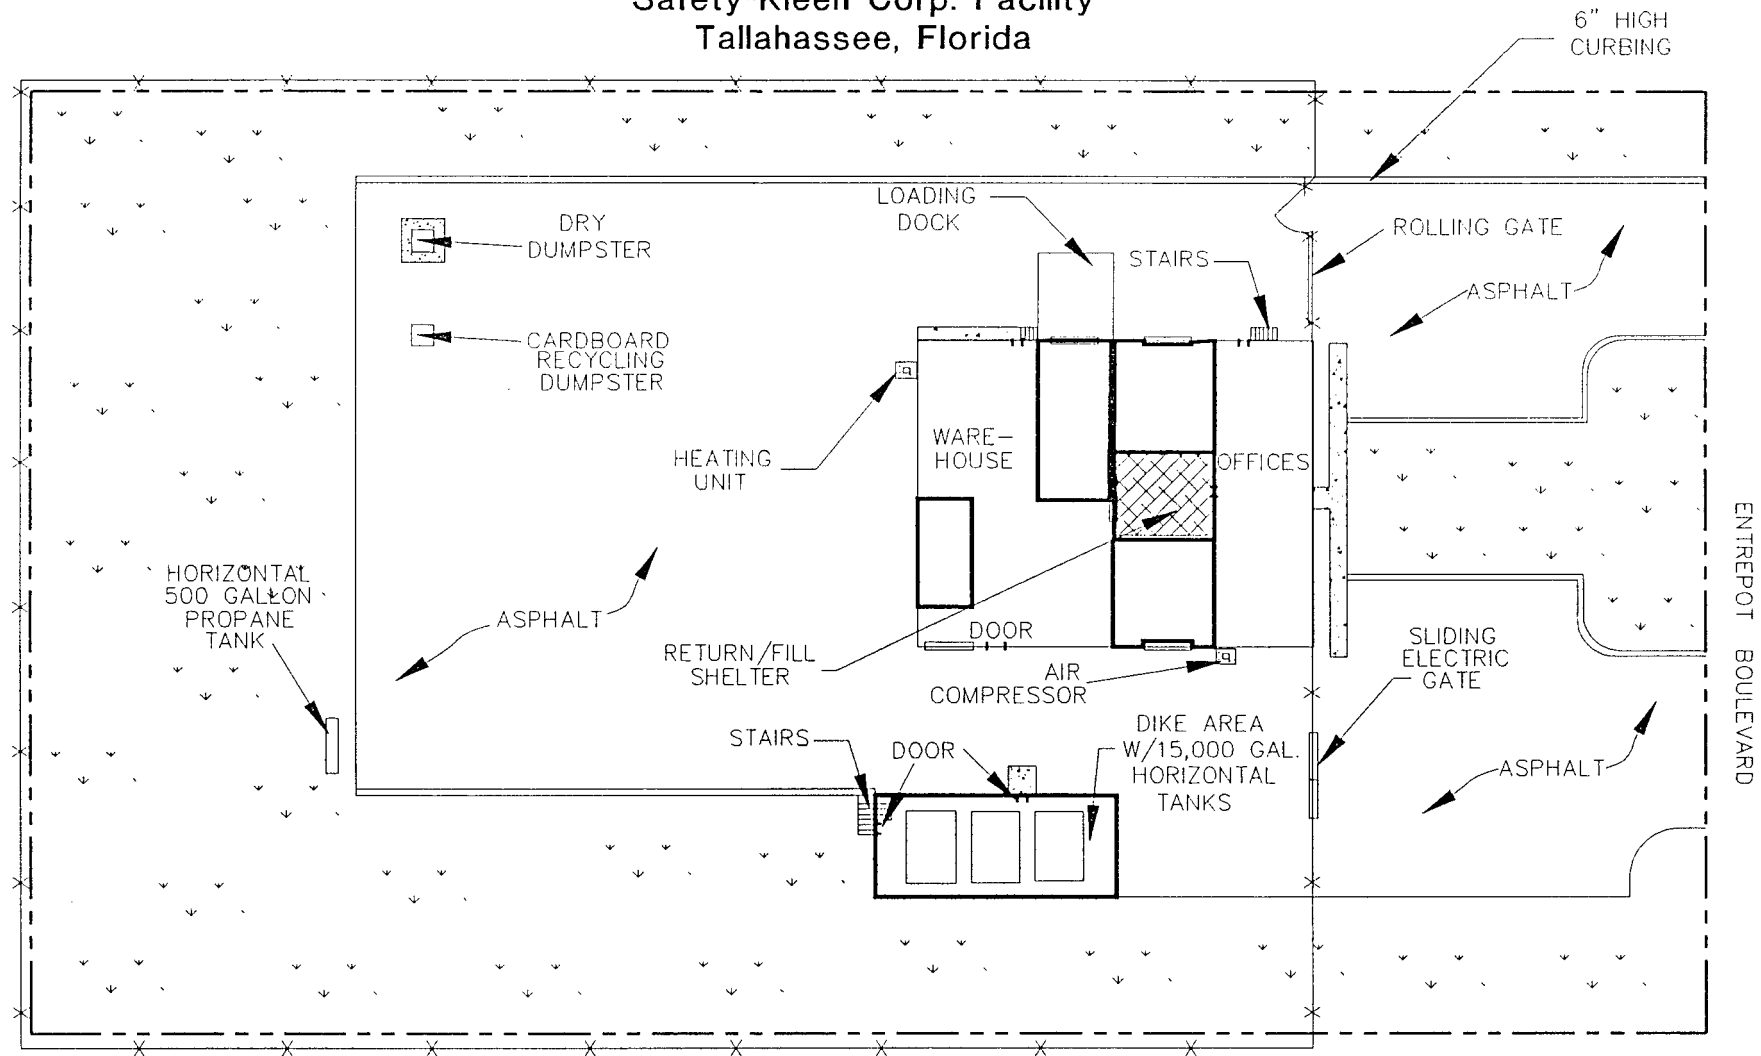 Safety-Kleen Corp. Facility
Tallahassee, Florida
6" HIGH
CURBING
LOADING
DOCK
DRY
DUMPSTER
STAIRS
ROLLING GATE
ASPHALT
CARDBOARD
RECYCLING
DUMPSTER
WARE-
HOUSE
OFFICES
HEATING
UNIT
HORIZONTAL
500 GALLON
PROPANE
TANK
ASPHALT
DOOR
RETURN/FILL
SHELTER
AIR
COMPRESSOR
SLIDING
ELECTRIC
GATE
ENTREPOT BOULEVARD
STAIRS
DOOR
DIKE AREA
W/15,000 GAL.
HORIZONTAL
TANKS
ASPHALT